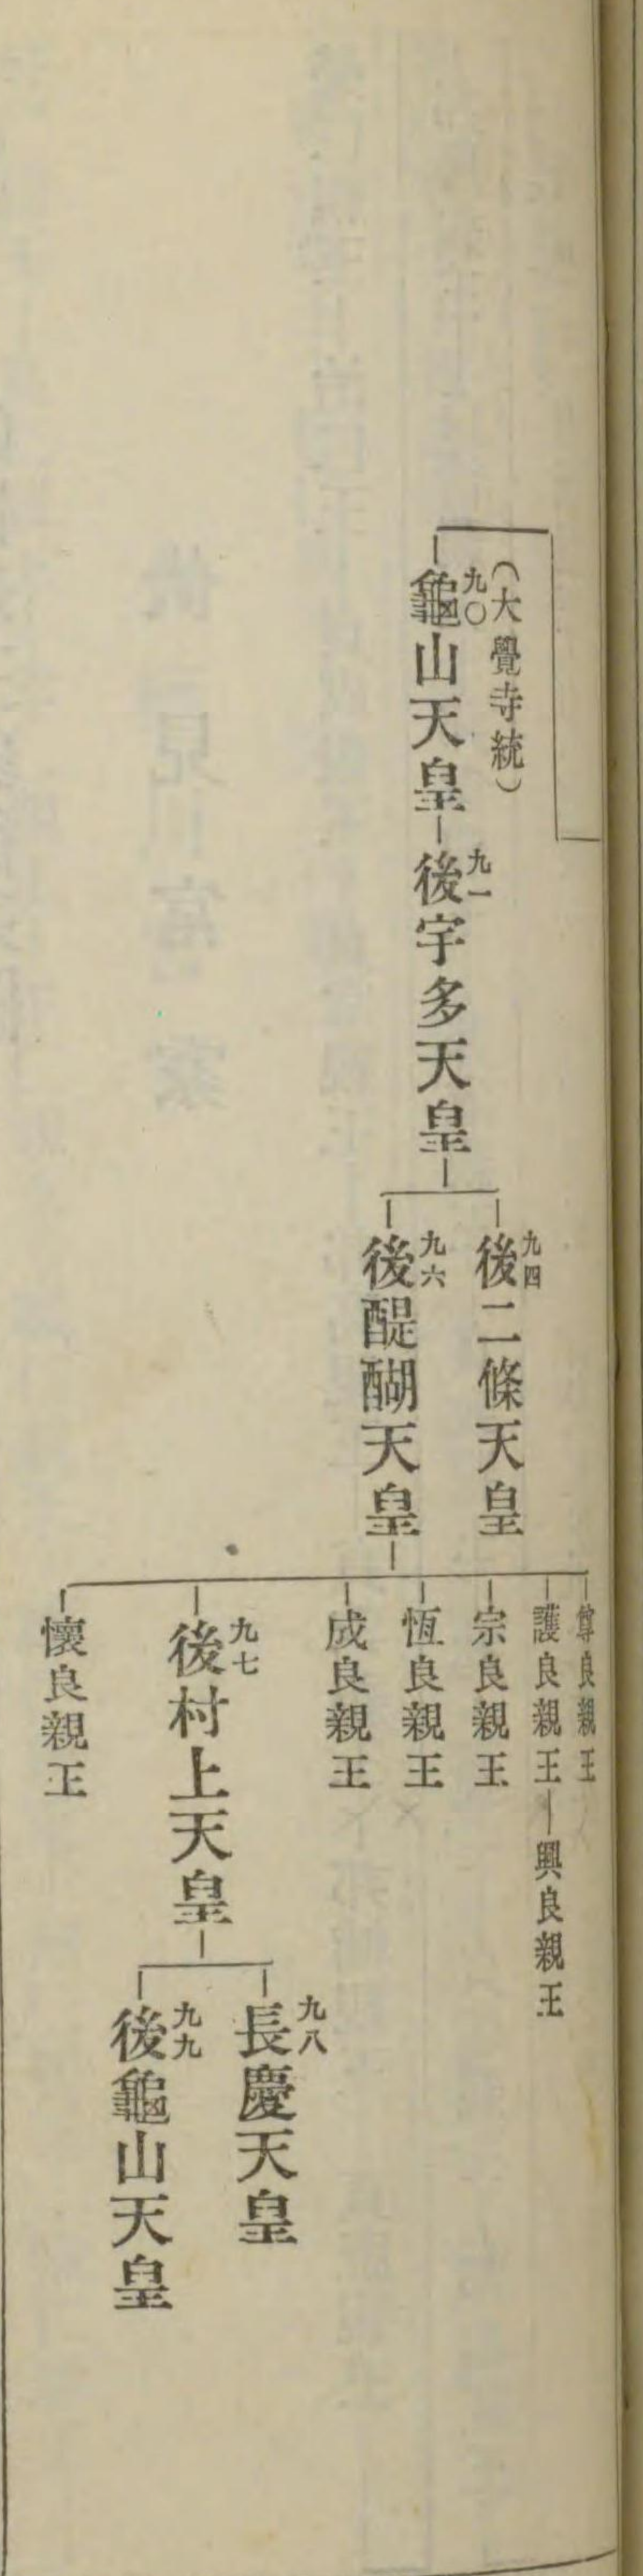 （大覺寺統）
九〇
龜山天皇
九一
後宇多天皇
九四
後二條天皇
九六
後醍醐天皇
尊良親王
護良親王
興良親王
宗良親王
恆良親王
成良親王
九七
後村上天皇
懷良親王
九八
長慶天皇
九九
後龜山天皇